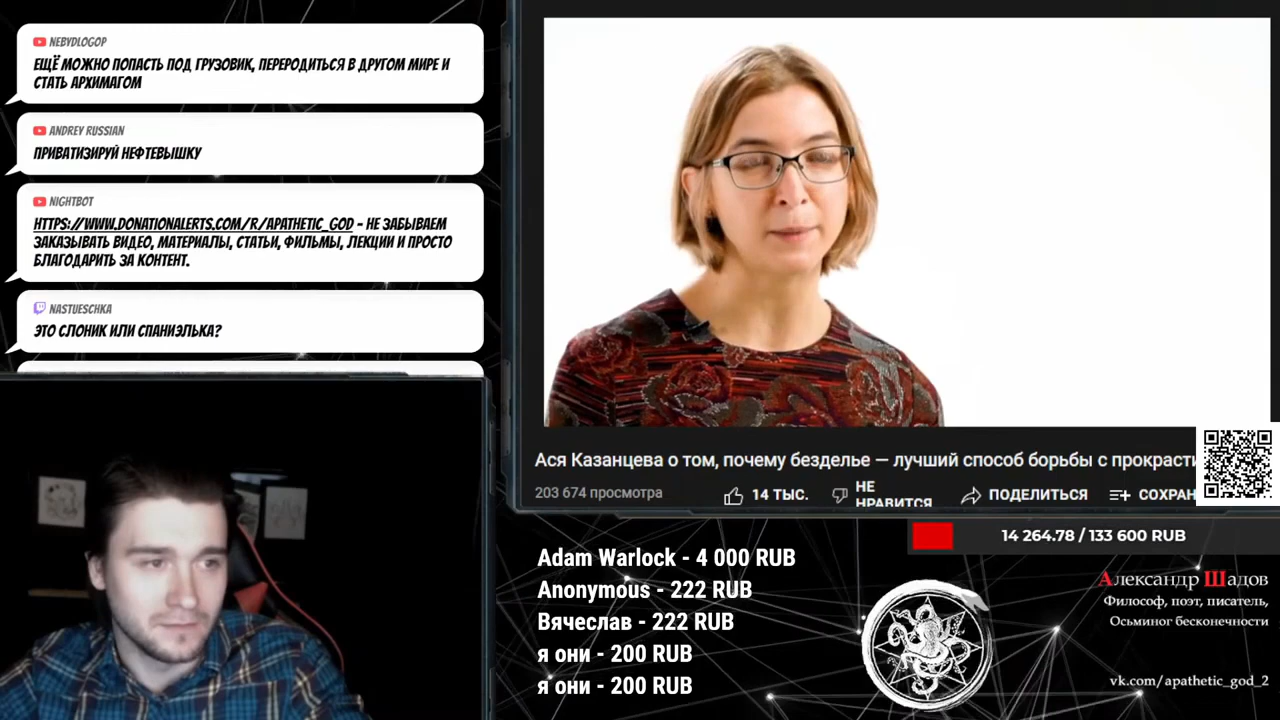 NEBYDLOGOP
ЕЩЁ МОЖНО ПОПАСТЬ ПОД ГРУЗОВИК, ПЕРЕРОДИТЬСЯ В ДРУГОМ МИРЕ И
СТАТЬ АРХИМАГОМ
ANDREY RUSSIAN
ПРИВАТИЗИРУЙ НЕФТЕВЫШКУ
NIGHTBOT
HTTPS://WWW.DONATIONALERTS.COM/R/APATHETIC_GOD - НЕ ЗАБЫВАЕМ
ЗАКАЗЫВАТЬ ВИДЕО, МАТЕРИАЛЫ, СТАТЬИ, ФИЛЬМЫ, ЛЕКЦИИ И ПРОСТО
БЛАГОДАРИТЬ ЗА КОНТЕНТ.
NASTUESCHKA
ЭТО СЛОНИК ИЛИ СПАНИЭЛЬКА?
Ася Казанцева о том, почему безделье — лучший способ борьбы с прокрасти
203 674 просмотра
14 ТЫС.
НЕ
НРАВИТСЯ
ПОДЕЛИТЬСЯ
СОХРАН
14 264.78 / 133 600 RUB
Adam Warlock - 4 000 RUB
Anonymous - 222 RUB
Вячеслав - 222 RUB
я они - 200 RUB
я они - 200 RUB
Александр Шадов
Философ, поэт, писатель,
Осьминог бесконечности
vk.com/apathetic_god_2